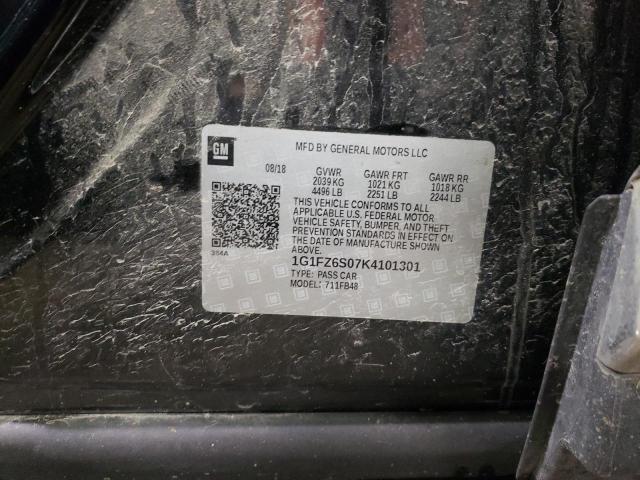 GM
MFD BY GENERAL MOTORS LLC
08/18 GVWR GAWR FRT GAWR RR
2039 KG 1021 KG 1018 KG
4496 LB 2251 LB 2244 LB
THIS VEHICLE CONFORMS TO ALL
APPLICABLE U.S. FEDERAL MOTOR
VEHICLE SAFETY, BUMPER, AND THEFT
PREVENTION STANDARDS IN EFFECT ON
THE DATE OF MANUFACTURE SHOWN
ABOVE.
384A
1G1FZ6S07K4101301
TYPE: PASS CAR
MODEL: 711FB48